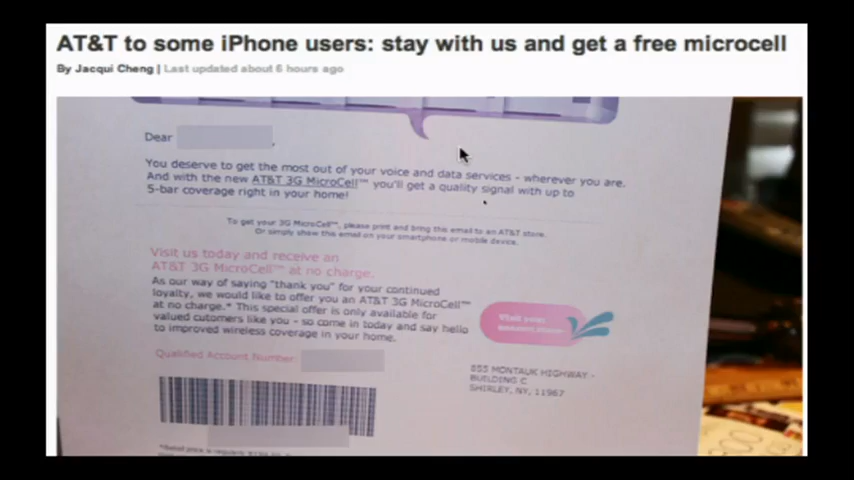 AT&T to some iPhone users: stay with us and get a free microcell
By Jacqui Cheng | Last updated about 6 hours ago
Dear ,
You deserve to get the most out of your voice and data services - wherever you are.
And with the new AT&T 3G MicroCell™ you'll get a quality signal with up to
5-bar coverage right in your home!
To get your 3G MicroCell™, please print and bring this email to an AT&T store.
Or simply show this email on your smartphone or mobile device.
Visit us today and receive an
AT&T 3G MicroCell™ at no charge.
As our way of saying "thank you" for your continued
loyalty, we would like to offer you an AT&T 3G MicroCell™
at no charge.* This special offer is only available for
valued customers like you - so come in today and say hello
to improved wireless coverage in your home.
Visit your
Qualified Account Number:
855 MONTAUK HIGHWAY -
BUILDING C
SHIRLEY, NY, 11967